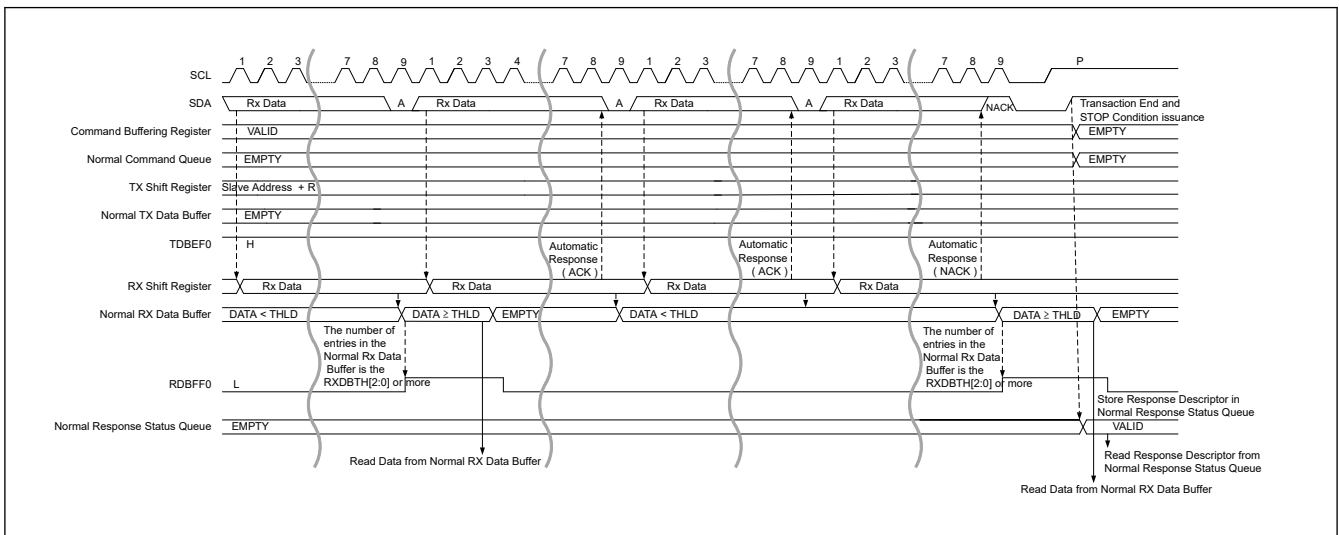 1 2 3 7 8 9 1 2 3 4 7 8 9 1 2 3 7 8 9 1 2 3 7 8 9 P
SCL
SDA Rx Data A Rx Data A Rx Data A Rx Data NACK Transaction End and
STOP Condition issuance
Command Buffering Register VALID EMPTY
Normal Command Queue EMPTY EMPTY
TX Shift Register Slave Address + R
Normal TX Data Buffer EMPTY
TDBEF0 H
Automatic
Response
( ACK )
Automatic
Response
( ACK )
Automatic
Response
( NACK )
RX Shift Register Rx Data Rx Data Rx Data Rx Data
Normal RX Data Buffer DATA < THLD DATA ≥ THLD EMPTY DATA < THLD DATA ≥ THLD EMPTY
The number of
entries in the
Normal Rx Data
Buffer is the
RXDBTH[2:0] or more
The number of
entries in the
Normal Rx Data
Buffer is the
RXDBTH[2:0] or more
RDBFF0 L
Store Response Descriptor in
Normal Response Status Queue
Normal Response Status Queue EMPTY VALID
Read Data from Normal RX Data Buffer
Read Response Descriptor from
Normal Response Status Queue
Read Data from Normal RX Data Buffer